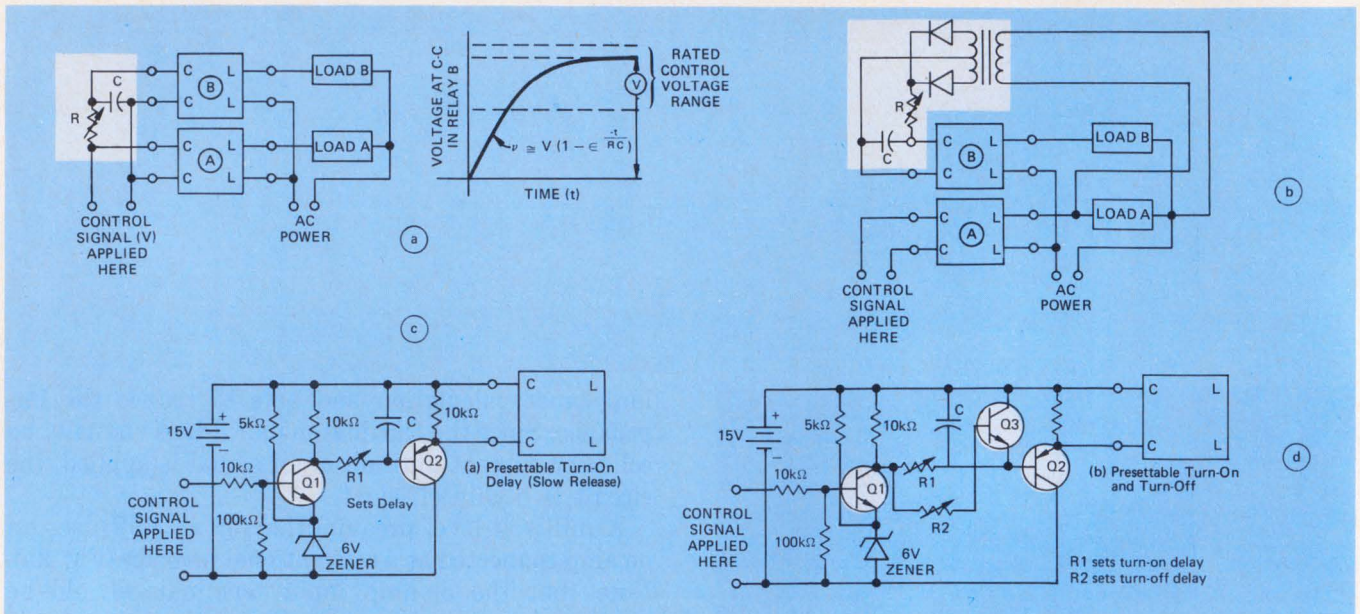 C
L
LOAD B
C
B
R
C
L
C
L
LOAD A
A
C
L
CONTROL
SIGNAL (V)
APPLIED
HERE
AC
POWER
a
VOLTAGE AT C-C
IN RELAY B
ν ≅ V (1 − ϵ -t/RC)
TIME (t)
V
RATED
CONTROL
VOLTAGE
RANGE
R
C
C
L
LOAD B
B
C
L
C
L
LOAD A
A
C
L
CONTROL
SIGNAL
APPLIED
HERE
AC
POWER
b
c
15V
+
−
5kΩ
10kΩ
C
10kΩ
C
L
C
L
10kΩ
Q1
R1
Q2
Sets Delay
(a) Presettable Turn-On
Delay (Slow Release)
CONTROL
SIGNAL
APPLIED
HERE
100kΩ
6V
ZENER
15V
+
−
5kΩ
10kΩ
C
Q3
C
L
C
L
10kΩ
Q1
R1
R2
Q2
(b) Presettable Turn-On
and Turn-Off
d
CONTROL
SIGNAL
APPLIED
HERE
100kΩ
6V
ZENER
R1 sets turn-on delay
R2 sets turn-off delay